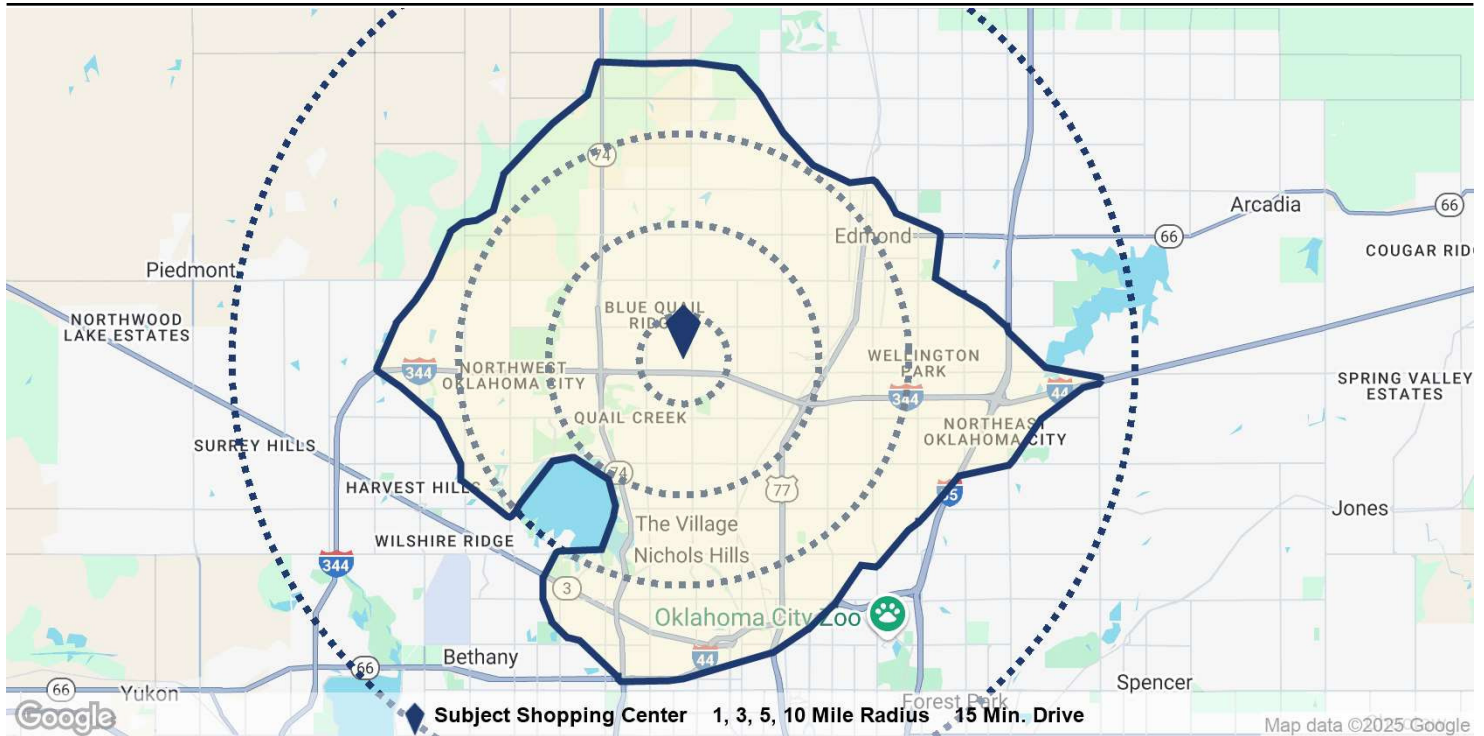 74
Arcadia
66
Edmond
66
COUGAR RID
Piedmont
BLUE QUAIL
RIDG
NORTHWOOD
LAKE ESTATES
WELLINGTON
PARK
344
NORTHWEST
OKLAHOMA CITY
344
44
SPRING VALLEY
ESTATES
QUAIL CREEK
NORTHEAST
OKLAHOMA CITY
SURREY HILLS
74
77
HARVEST HILLS
35
Jones
The Village
WILSHIRE RIDGE
Nichols Hills
344
3
Oklahoma City Zoo
44
Bethany
66
Spencer
66
Yukon
Forest Park
Google
Subject Shopping Center 1, 3, 5, 10 Mile Radius 15 Min. Drive
Map data ©2025 Google